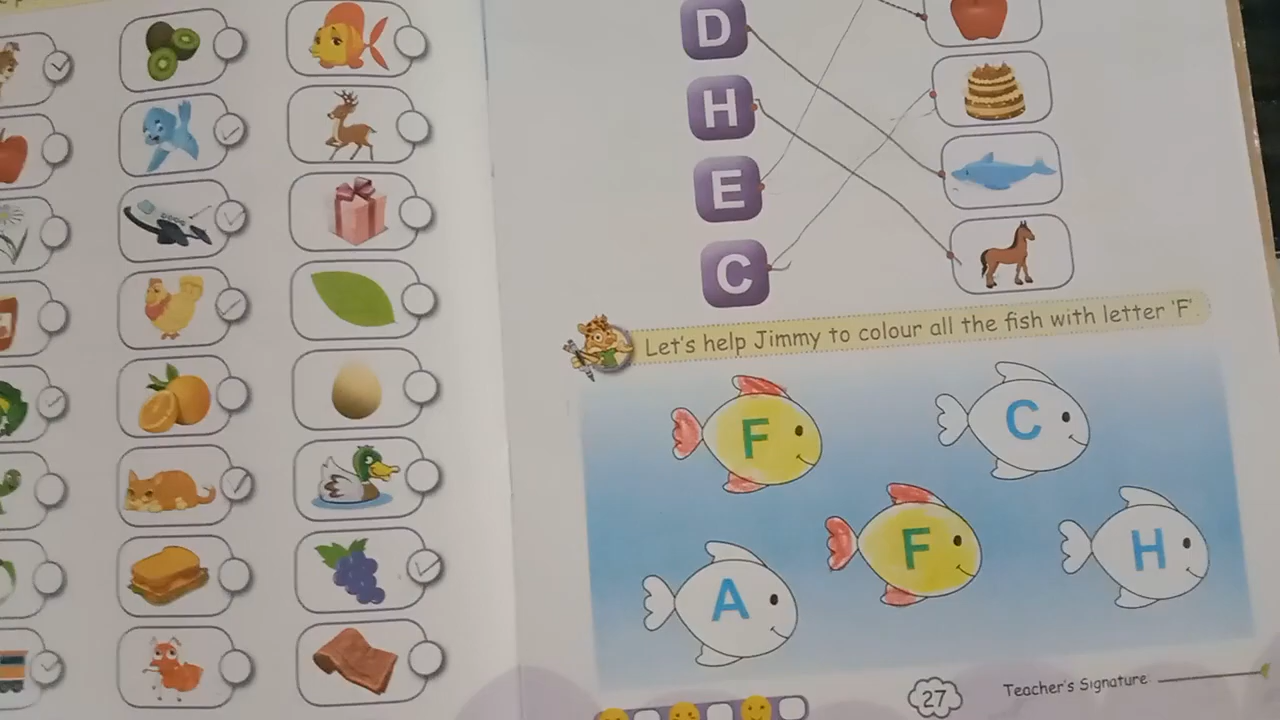 D
H
E
C
Let's help Jimmy to colour all the fish with letter 'F'.
F
C
F
H
A
27
Teacher's Signature